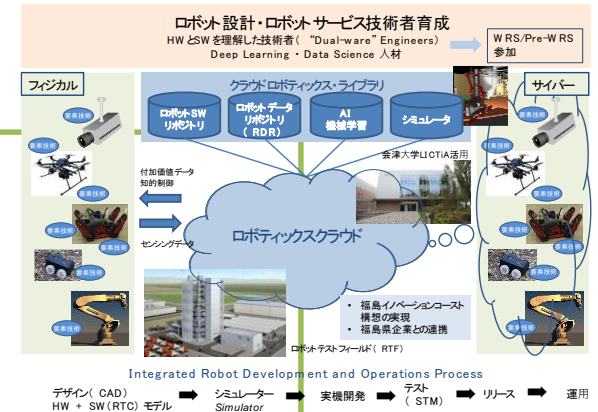 ロボット設計・ロボットサービス技術者育成
HWとSWを理解した技術者( “Dual-ware” Engineers)
Deep Learning ・ Data Science 人材
WRS/Pre-WRS
参加
フィジカル
クラウドロボティックス・ライブラリ
サイバー
ロボットSW
リポジトリ
ロボットデータ
リポジトリ
( RDR)
AI
機械学習
シミュレータ
要素技術
要素技術
要素技術
要素技術
要素技術
要素技術
付加価値データ
知的制御
センシングデータ
会津大学LICTiA活用
ロボティックスクラウド
要素技術
要素技術
要素技術
要素技術
要素技術
要素技術
• 福島イノベーションコースト
構想の実現
• 福島県企業との連携
ロボットテストフィールド( RTF)
Integrated Robot Development and Operations Process
デザイン( CAD)
HW + SW(RTC) モデル
シミュレーター
Simulator
実機開発
テスト
( STM)
リリース
運用